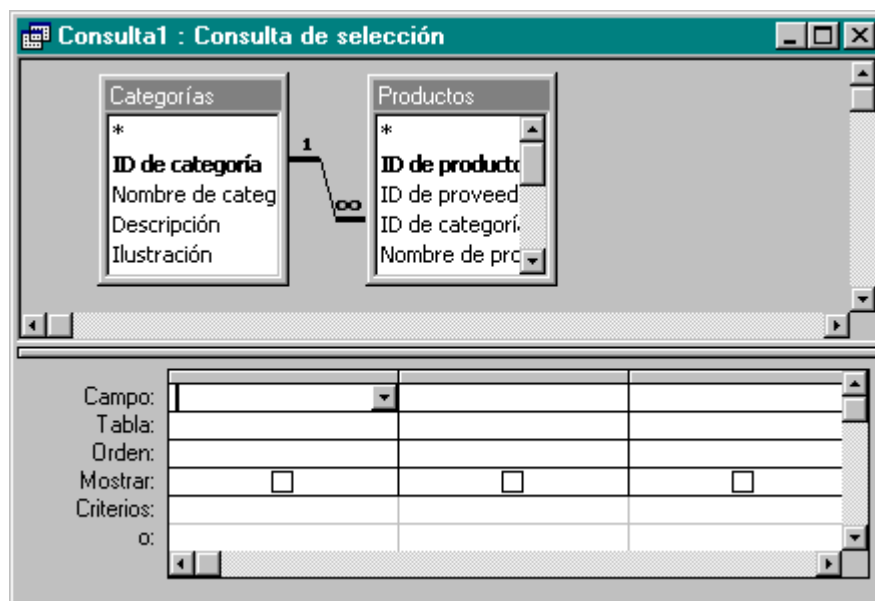 Consulta1 : Consulta de selección
Categorías
*
ID de categoría
Nombre de categ
Descripción
Ilustración
1
∞
Productos
*
ID de producto
ID de proveed
ID de categorí
Nombre de pro
Campo:
Tabla:
Orden:
Mostrar:
Criterios:
o: